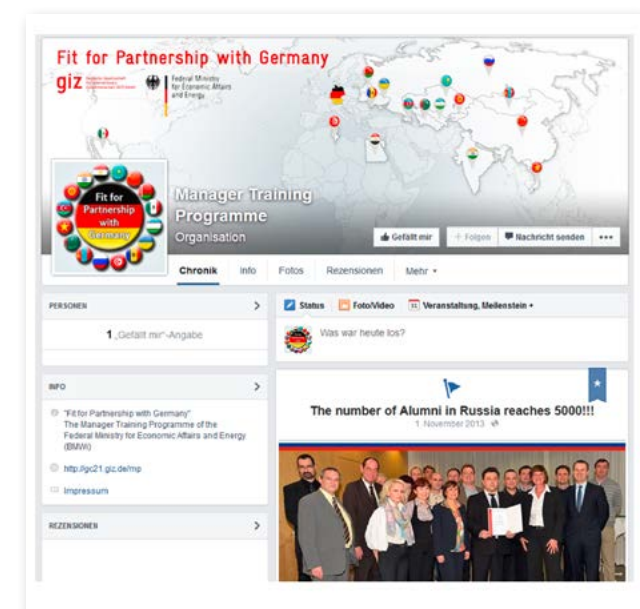 Fit for Partnership with Germany
giz
Federal Ministry
for Economic Affairs
and Energy
Fit for
Partnership
with
Germany
Manager Training
Programme
Organisation
Gefällt mir
+ Folgen
Nachricht senden
Chronik
Info
Fotos
Rezensionen
Mehr
PERSONEN
1 „Gefällt mir“-Angabe
INFO
"Fit for Partnership with Germany"
The Manager Training Programme of the
Federal Ministry for Economic Affairs and Energy
(BMWi)
http://gc21.giz.de/mp
Impressum
REZENSIONEN
Status
Foto/Video
Veranstaltung, Meilenstein +
Was war heute los?
The number of Alumni in Russia reaches 5000!!!
1. November 2013